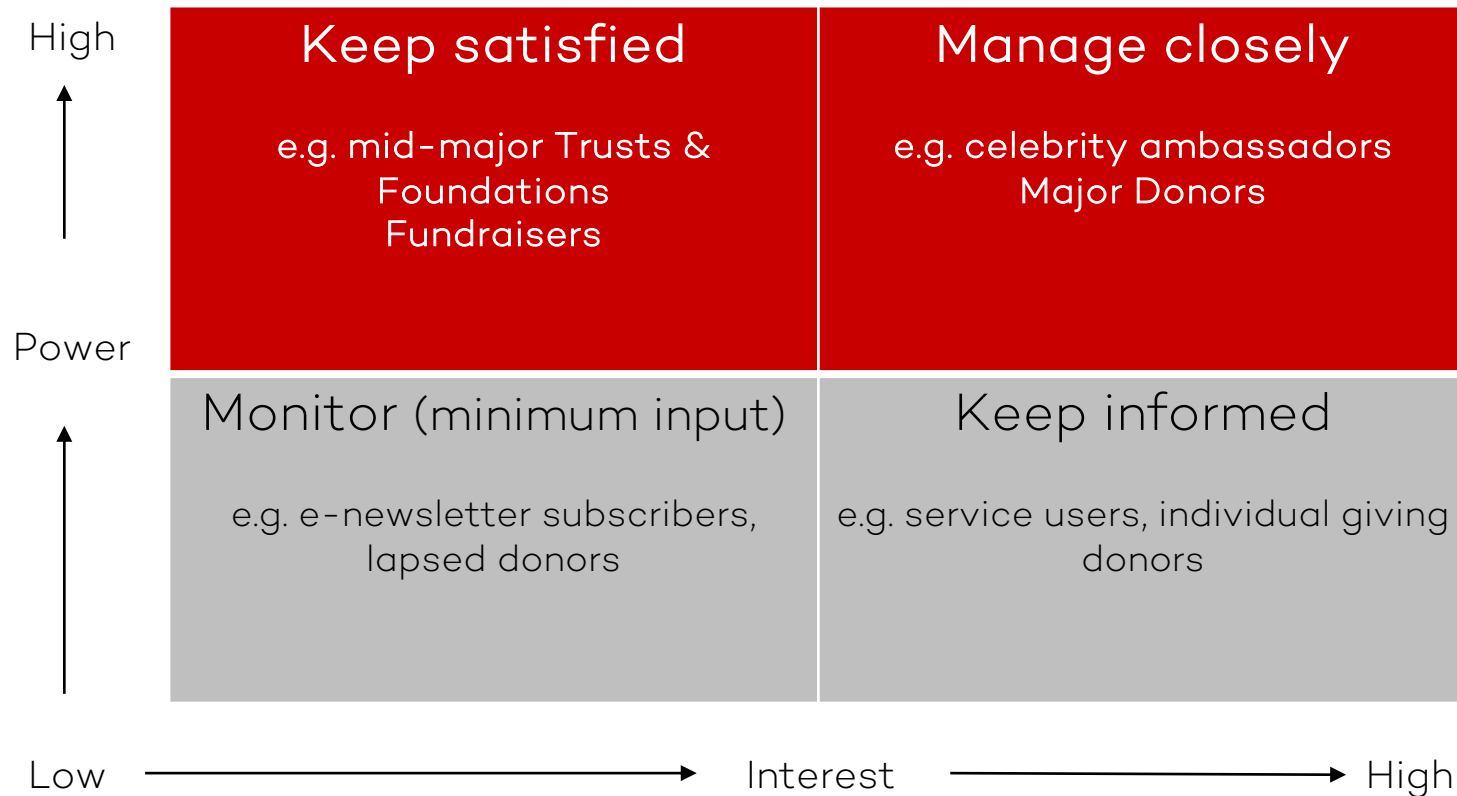 High
Keep satisfied
Manage closely
e.g. mid-major Trusts &
Foundations
Fundraisers
e.g. celebrity ambassadors
Major Donors
Power
Monitor (minimum input)
Keep informed
e.g. e-newsletter subscribers,
lapsed donors
e.g. service users, individual giving
donors
Low
Interest
High